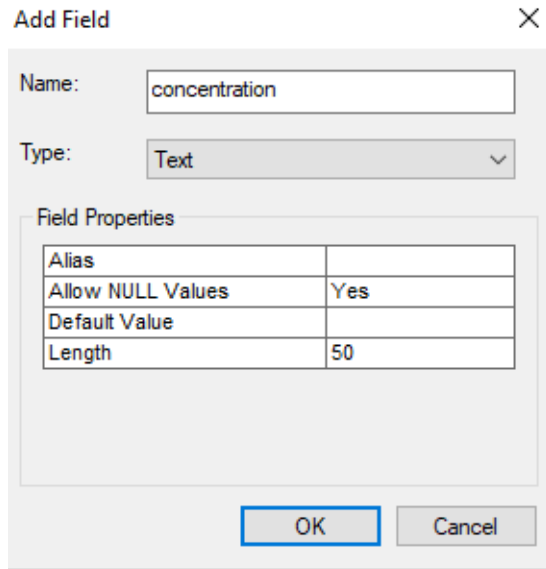 Add Field
Name:
concentration
Type:
Text
Field Properties
Alias
Allow NULL Values Yes
Default Value
Length 50
OK Cancel